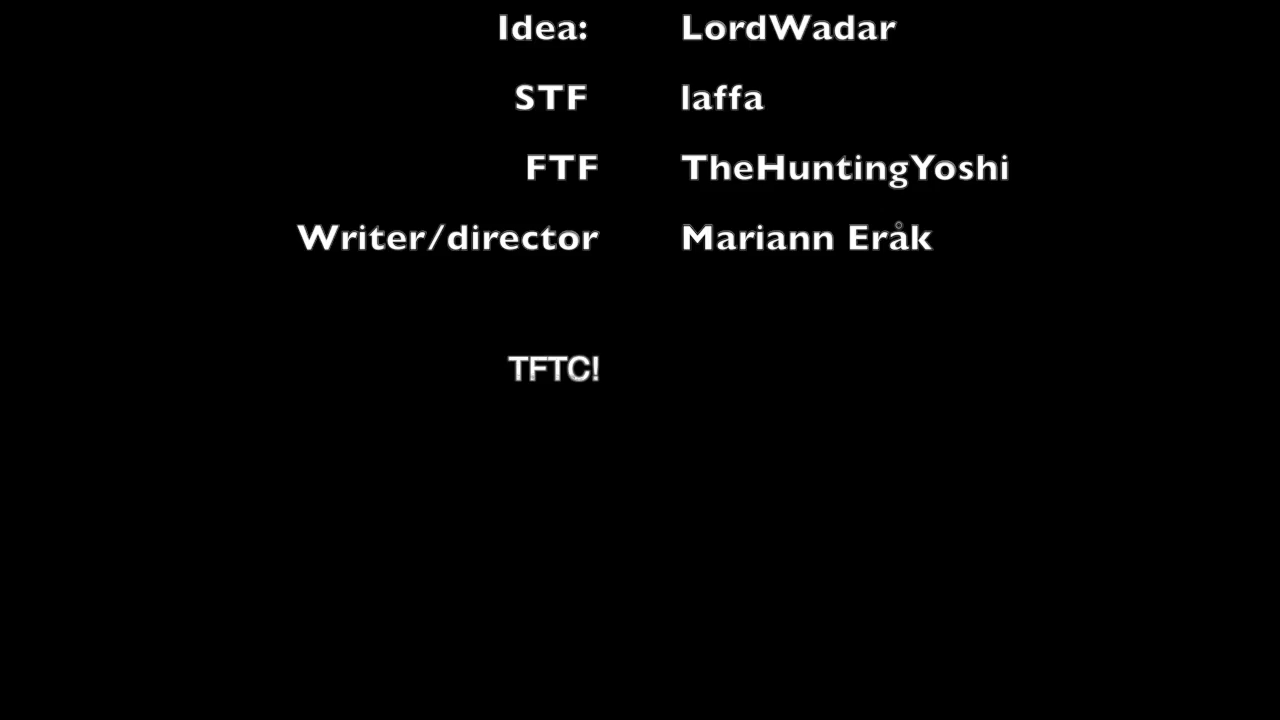 Idea: LordWadar
STF laffa
FTF TheHuntingYoshi
Writer/director Mariann Eråk
TFTC!